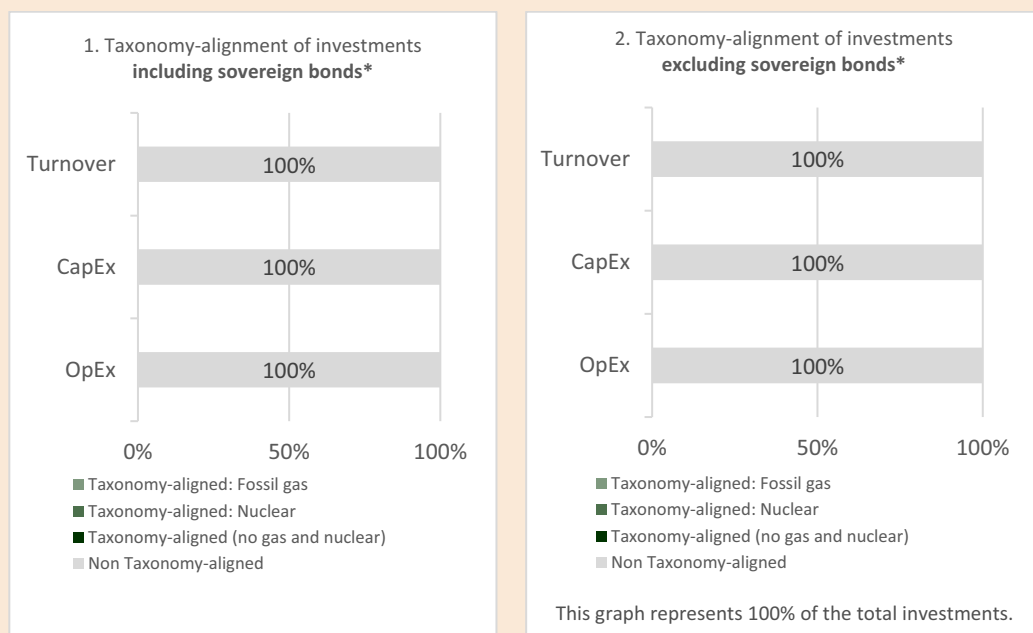 1. Taxonomy-alignment of investments
including sovereign bonds*
Turnover
100%
CapEx
100%
OpEx
100%
0%
50%
100%
Taxonomy-aligned: Fossil gas
Taxonomy-aligned: Nuclear
Taxonomy-aligned (no gas and nuclear)
Non Taxonomy-aligned
2. Taxonomy-alignment of investments
excluding sovereign bonds*
Turnover
100%
CapEx
100%
OpEx
100%
0%
50%
100%
Taxonomy-aligned: Fossil gas
Taxonomy-aligned: Nuclear
Taxonomy-aligned (no gas and nuclear)
Non Taxonomy-aligned
This graph represents 100% of the total investments.